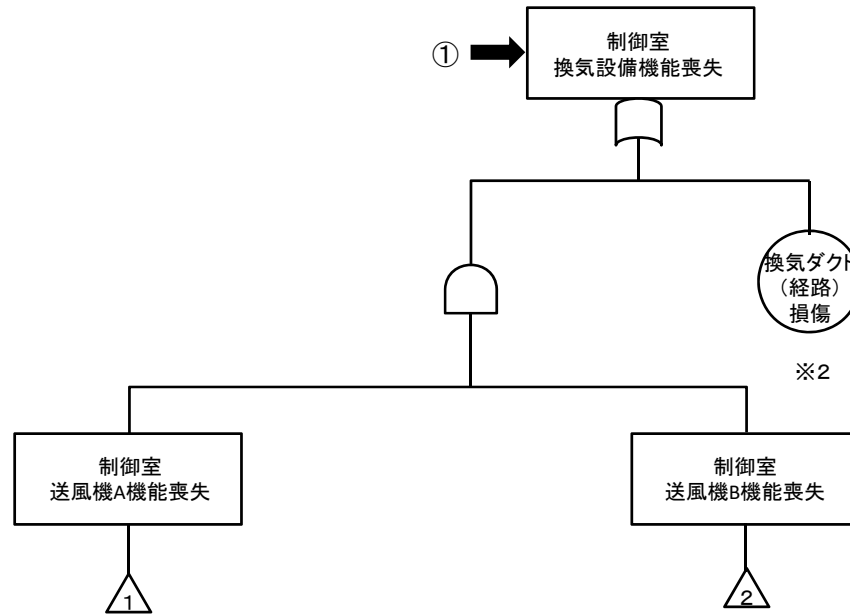 ①
制御室
換気設備機能喪失
換気ダクト
（経路）
損傷
※2
制御室
送風機A機能喪失
制御室
送風機B機能喪失
1
2